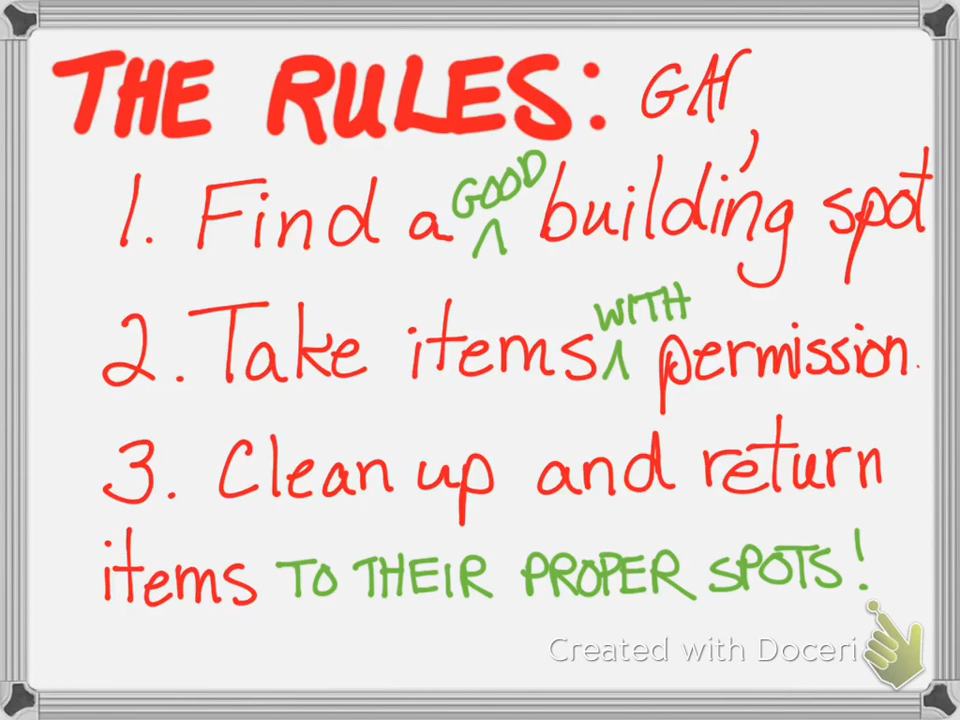 THE RULES:
1. Find a GOOD building spot
2. Take items WITH permission.
3. Clean up and return
items TO THEIR PROPER SPOTS!
Created with Doceri